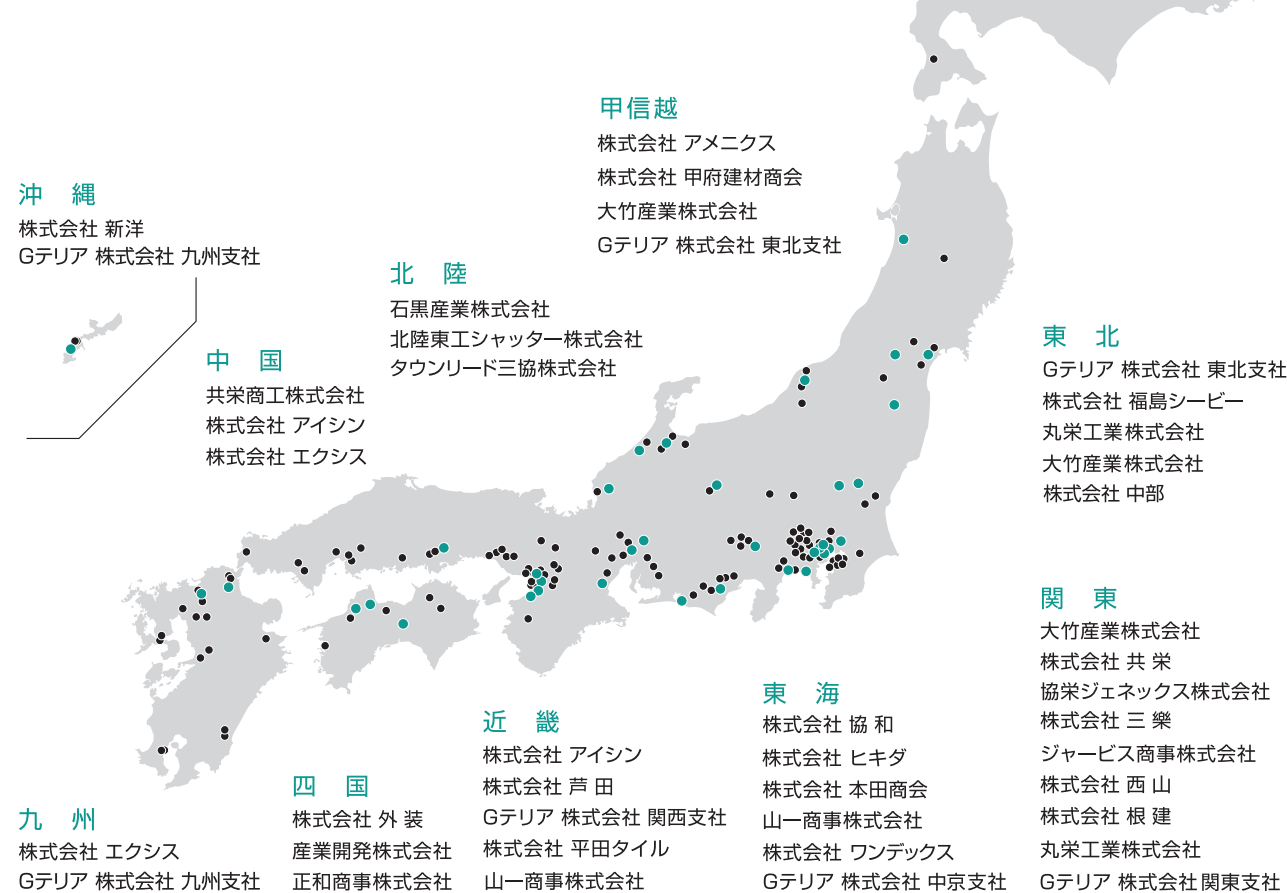 甲信越
株式会社 アメニクス
株式会社 甲府建材商会
大竹産業株式会社
Gテリア 株式会社 東北支社
沖 縄
株式会社 新洋
Gテリア 株式会社 九州支社
北 陸
石黒産業株式会社
北陸東工シャッター株式会社
タウンリード三協株式会社
中 国
共栄商工株式会社
株式会社 アイシン
株式会社 エクシス
東 北
Gテリア 株式会社 東北支社
株式会社 福島シービー
丸栄工業株式会社
大竹産業株式会社
株式会社 中部
関 東
大竹産業株式会社
株式会社 共 栄
協栄ジェネックス株式会社
株式会社 三 樂
ジャービス商事株式会社
株式会社 西 山
株式会社 根 建
丸栄工業株式会社
Gテリア 株式会社 関東支社
東 海
株式会社 協 和
株式会社 ヒキダ
株式会社 本田商会
山一商事株式会社
株式会社 ワンデックス
Gテリア 株式会社 中京支社
近 畿
株式会社 アイシン
株式会社 芦 田
Gテリア 株式会社 関西支社
株式会社 平田タイル
山一商事株式会社
四 国
株式会社 外 装
産業開発株式会社
正和商事株式会社
九 州
株式会社 エクシス
Gテリア 株式会社 九州支社